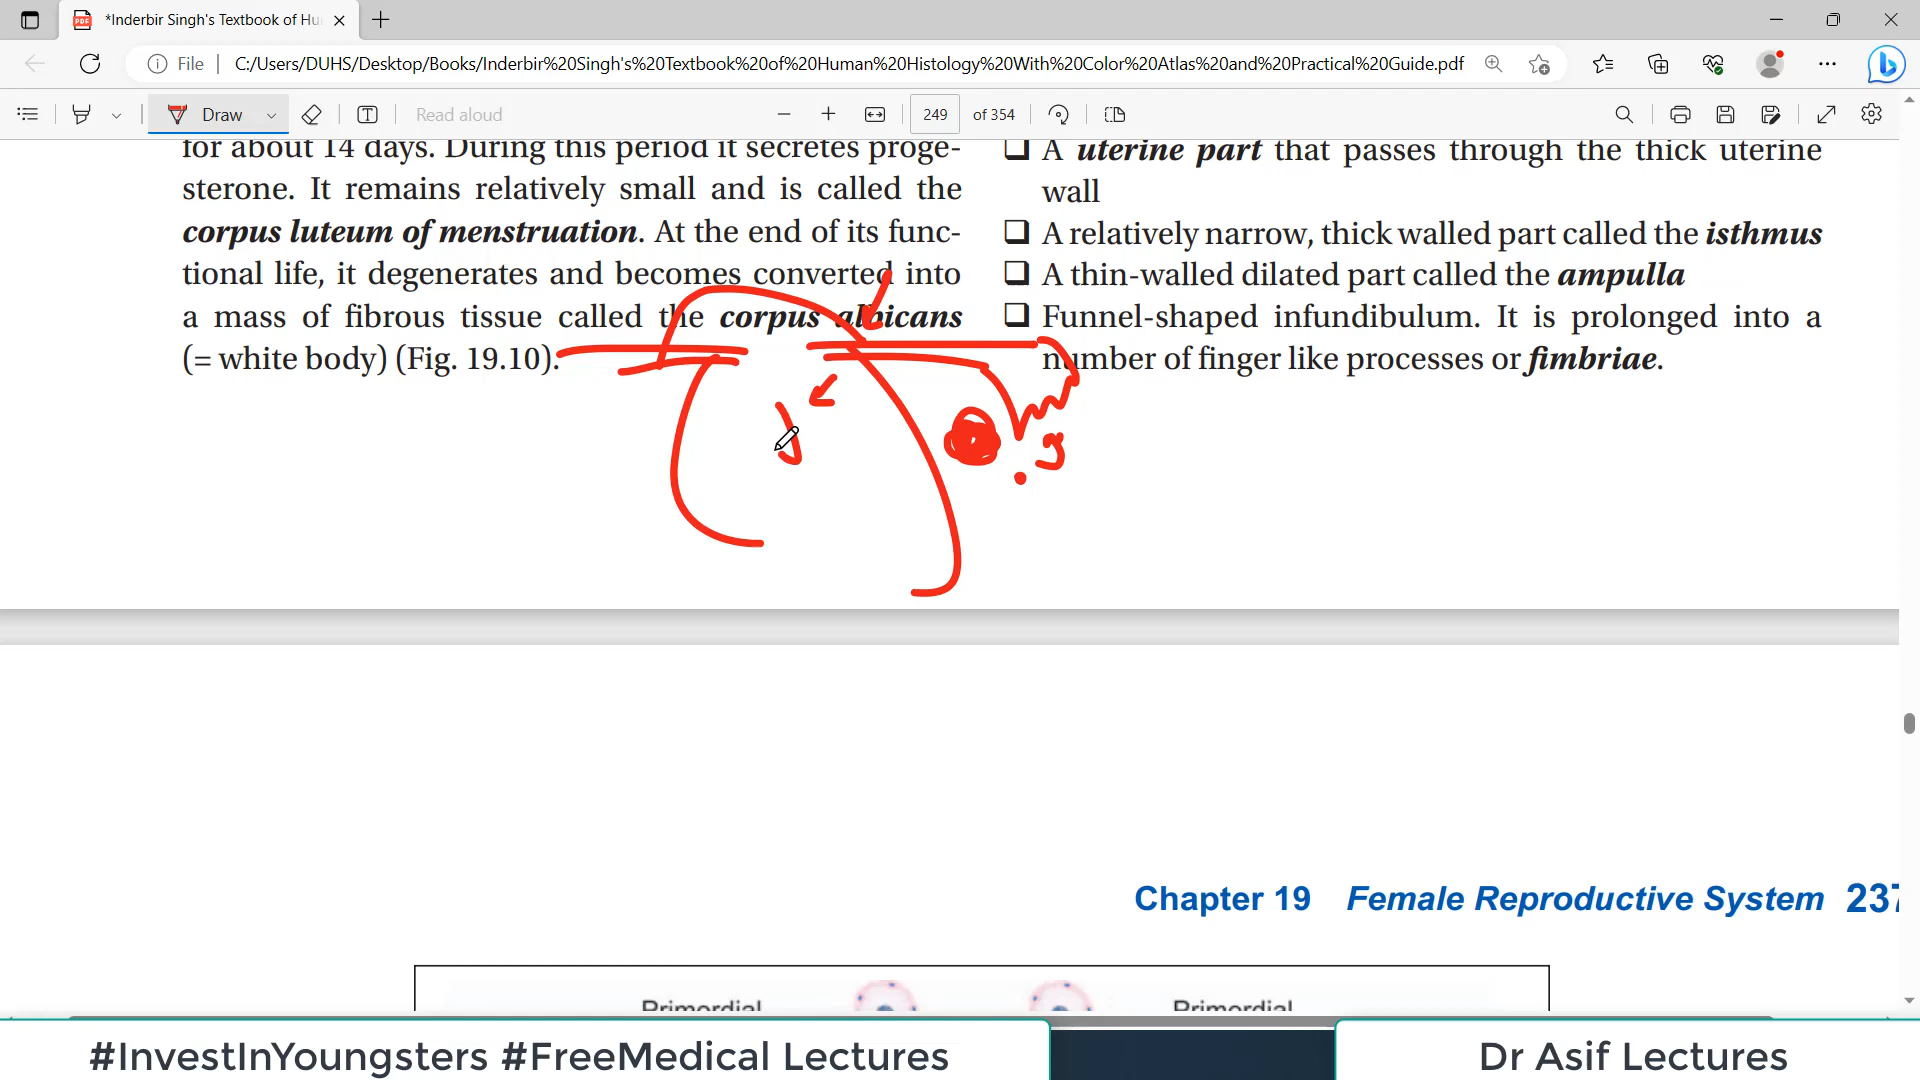 *Inderbir Singh's Textbook of Hu
File
C:/Users/DUHS/Desktop/Books/Inderbir%20Singh's%20Textbook%20of%20Human%20Histology%20With%20Color%20Atlas%20and%20Practical%20Guide.pdf
Draw
Read aloud
249 of 354
for about 14 days. During this period it secretes proge-
sterone. It remains relatively small and is called the
corpus luteum of menstruation. At the end of its func-
tional life, it degenerates and becomes converted into
a mass of fibrous tissue called the corpus albicans
(= white body) (Fig. 19.10).
❑ A uterine part that passes through the thick uterine
wall
❑ A relatively narrow, thick walled part called the isthmus
❑ A thin-walled dilated part called the ampulla
❑ Funnel-shaped infundibulum. It is prolonged into a
number of finger like processes or fimbriae.
Chapter 19 Female Reproductive System 237
Primordial
Primordial
#InvestInYoungsters #FreeMedical Lectures
Dr Asif Lectures